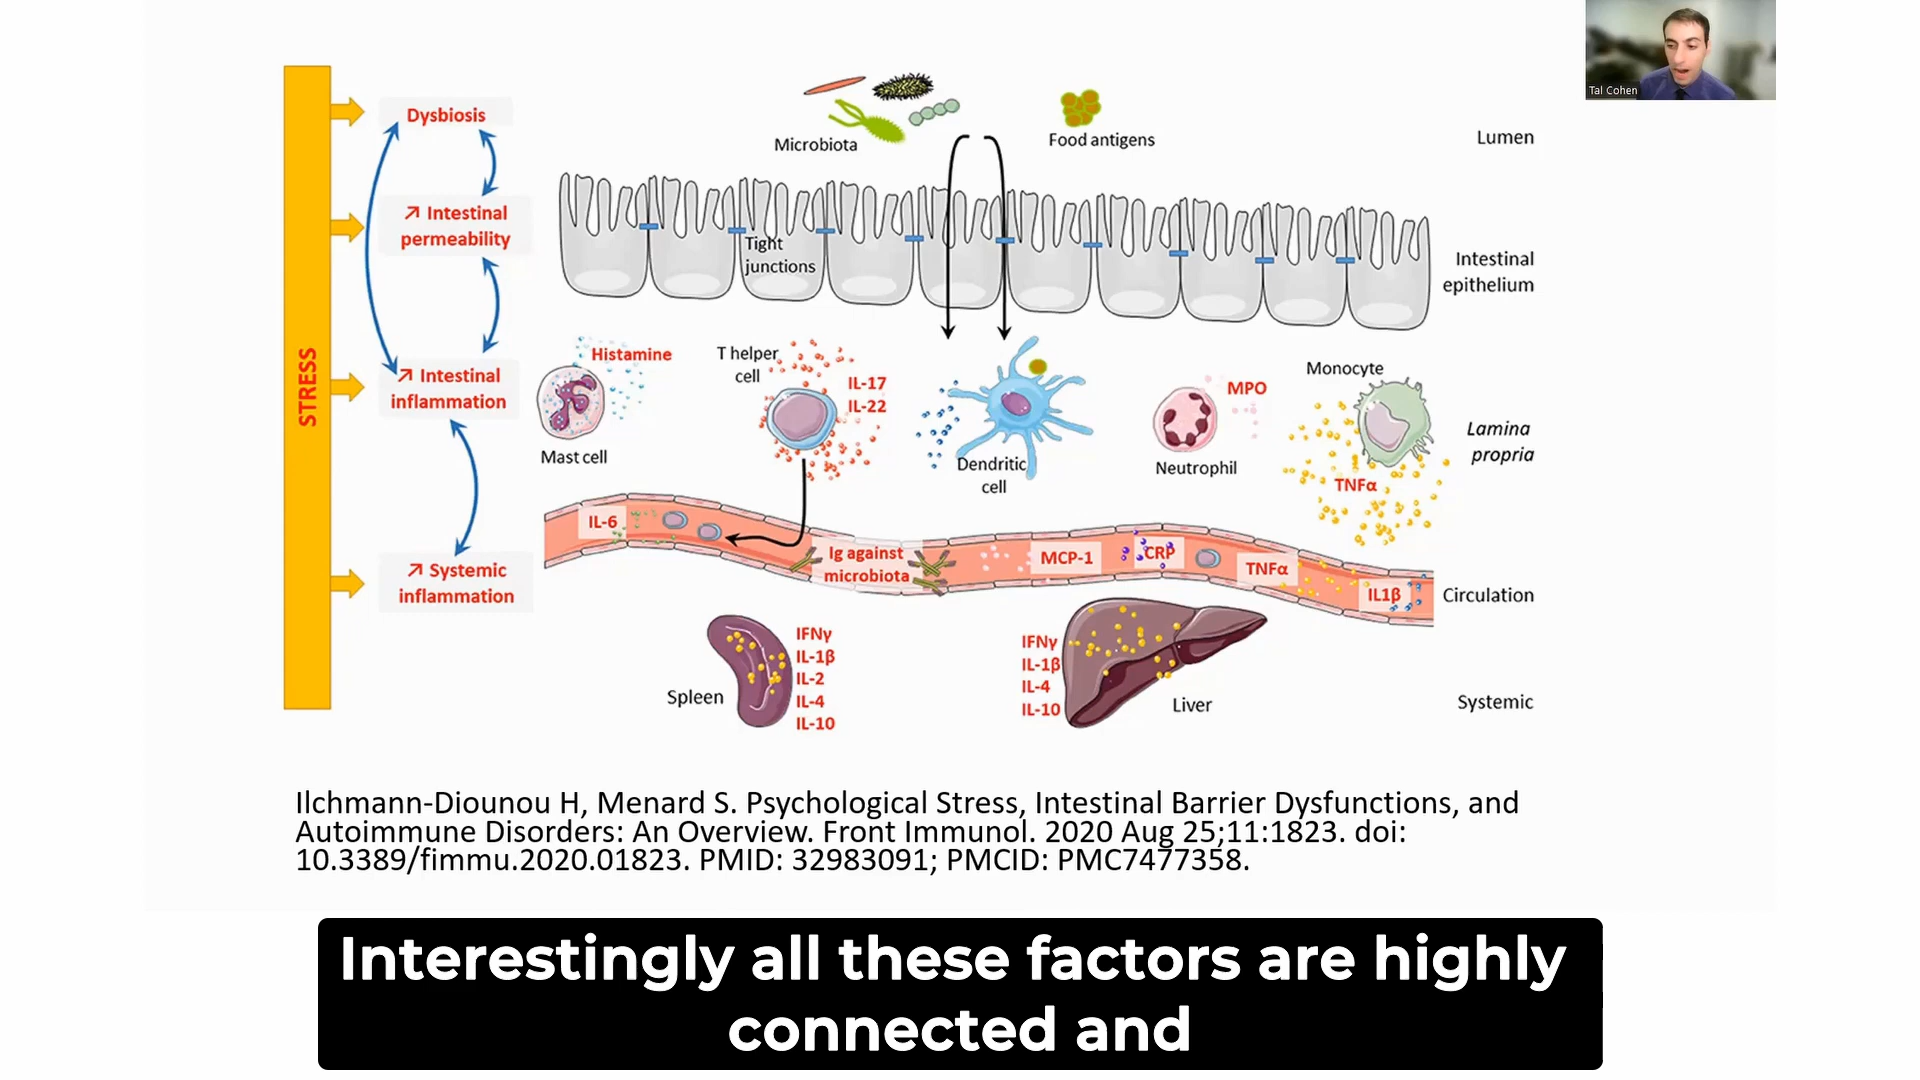 Tal Cohen
STRESS
Dysbiosis
↗ Intestinal
permeability
↗ Intestinal
inflammation
↗ Systemic
inflammation
Microbiota
Food antigens
Lumen
Tight
junctions
Intestinal
epithelium
Histamine
Mast cell
T helper
cell
IL-17
IL-22
Dendritic
cell
MPO
Neutrophil
Monocyte
TNFα
Lamina
propria
IL-6
Ig against
microbiota
MCP-1
CRP
TNFα
IL1β
Circulation
Spleen
IFNγ
IL-1β
IL-2
IL-4
IL-10
IFNγ
IL-1β
IL-4
IL-10
Liver
Systemic
Ilchmann-Diounou H, Menard S. Psychological Stress, Intestinal Barrier Dysfunctions, and
Autoimmune Disorders: An Overview. Front Immunol. 2020 Aug 25;11:1823. doi:
10.3389/fimmu.2020.01823. PMID: 32983091; PMCID: PMC7477358.
Interestingly all these factors are highly
connected and